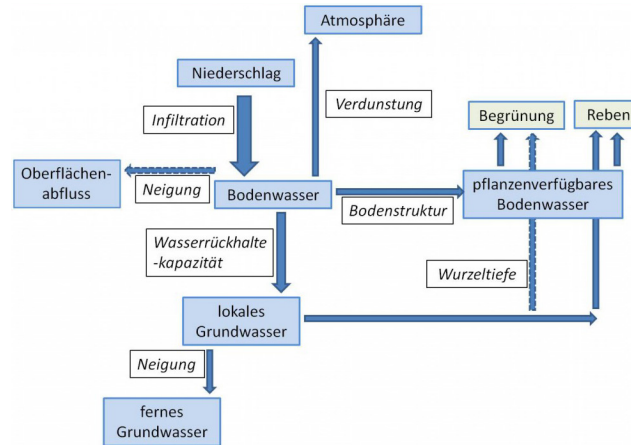 Atmosphäre
Niederschlag
Infiltration
Verdunstung
Begrünung
Reben
Oberflächen-
abfluss
Neigung
Bodenwasser
Bodenstruktur
pflanzenverfügbares
Bodenwasser
Wasserrückhalte
-kapazität
Wurzeltiefe
lokales
Grundwasser
Neigung
fernes
Grundwasser